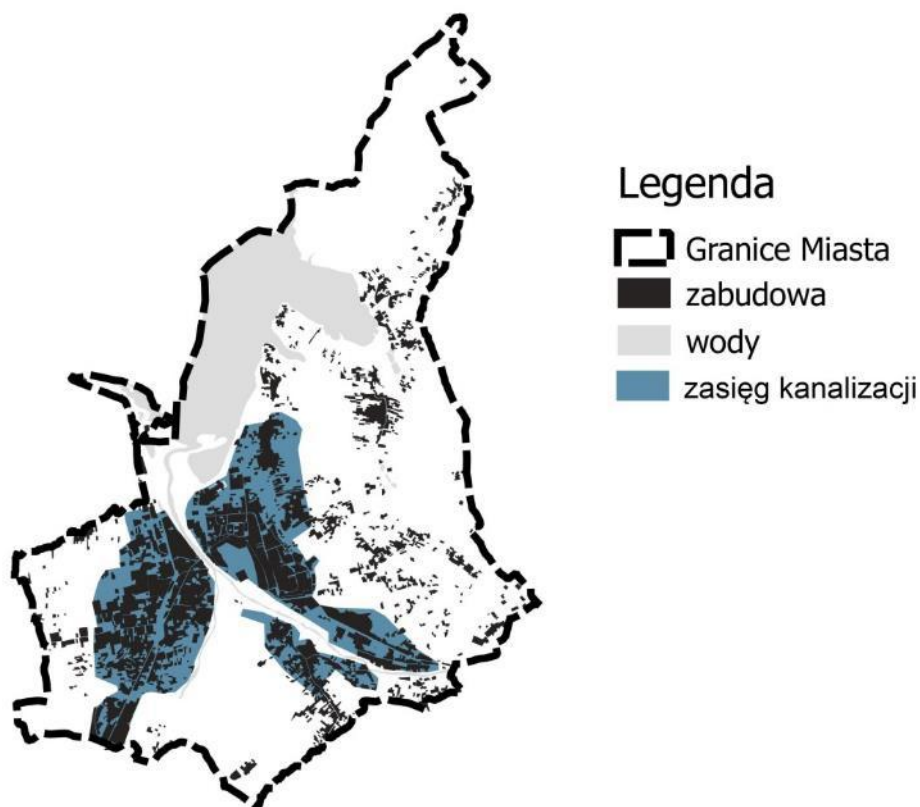 Legenda
Granice Miasta
zabudowa
wody
zasięg kanalizacji